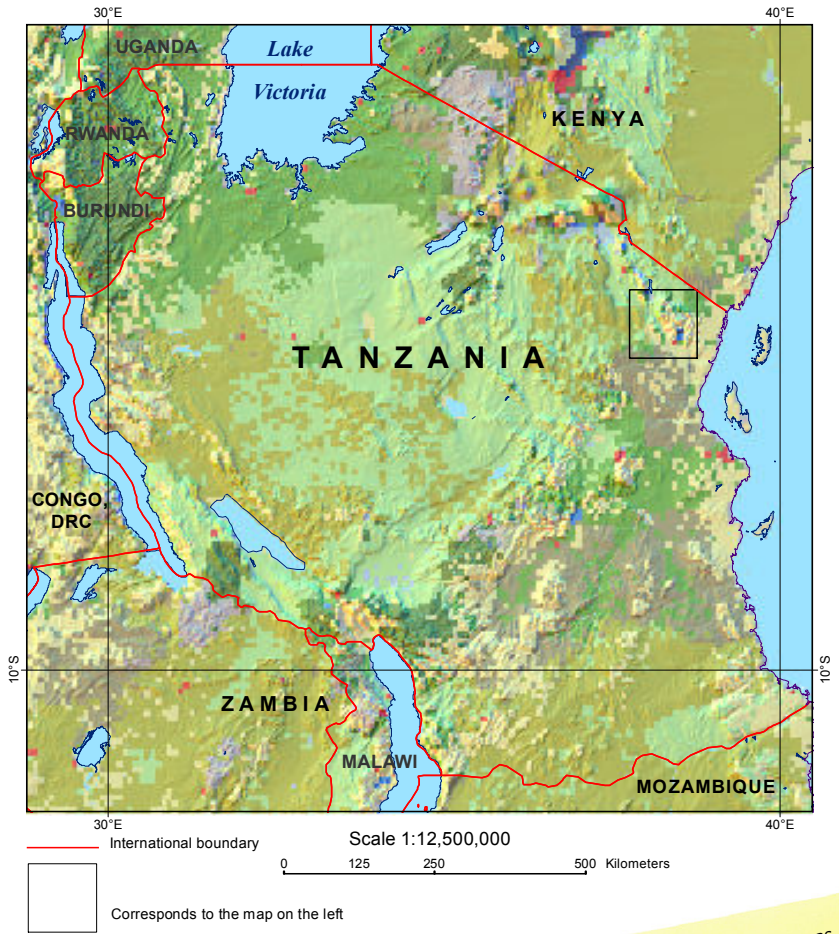 30°E 40°E
UGANDA
Lake
Victoria
KENYA
RWANDA
BURUNDI
TANZANIA
CONGO,
DRC
10°S 10°S
ZAMBIA
MALAWI
MOZAMBIQUE
30°E 40°E
International boundary
Scale 1:12,500,000
0 125 250 500 Kilometers
Corresponds to the map on the left